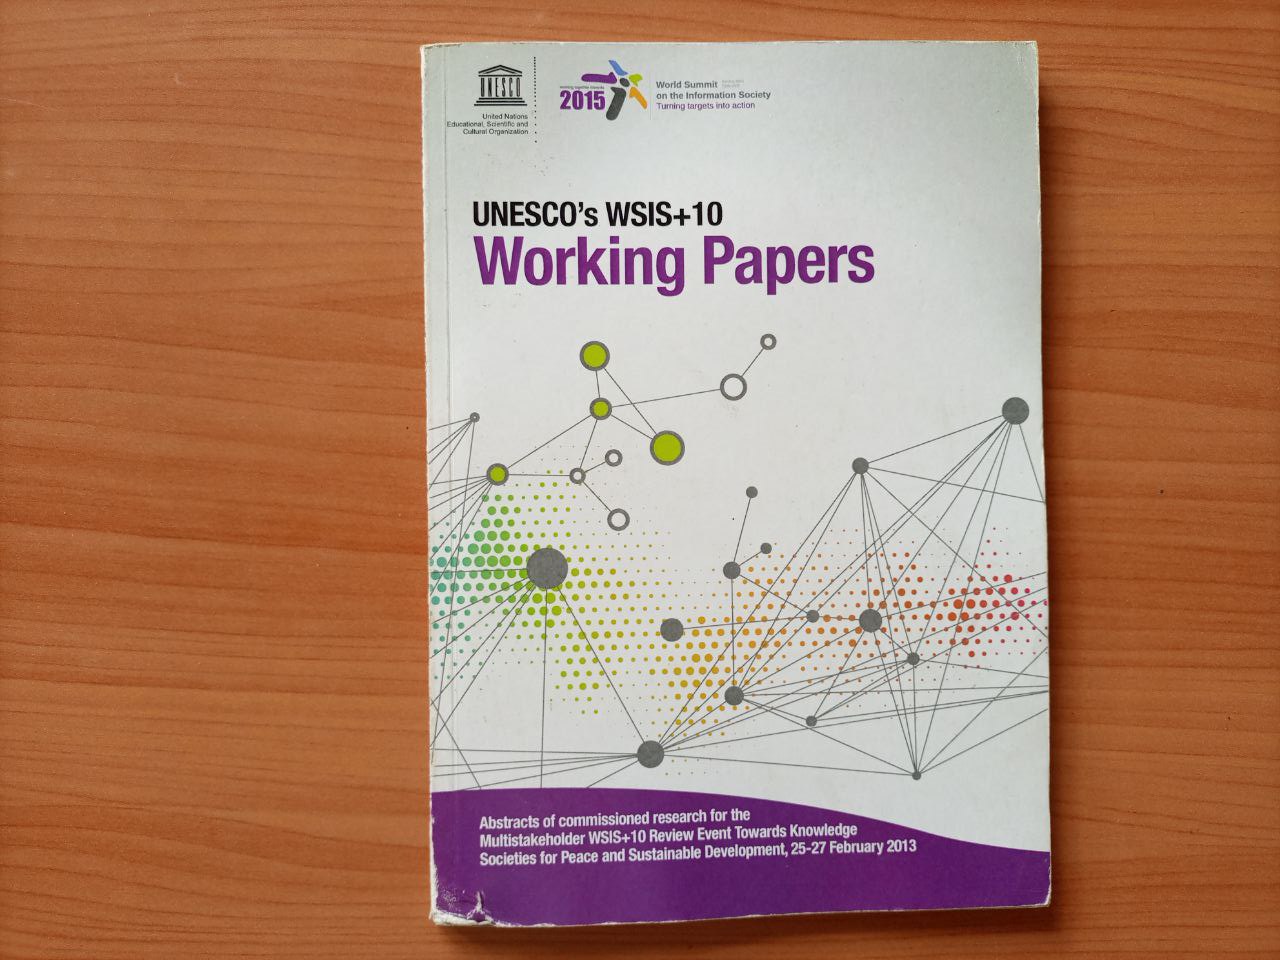 UNESCO
United Nations
Educational, Scientific and
Cultural Organization
2015
World Summit
on the Information Society
Turning targets into action
UNESCO's WSIS+10
Working Papers
Abstracts of commissioned research for the
Multistakeholder WSIS+10 Review Event Towards Knowledge
Societies for Peace and Sustainable Development, 25-27 February 2013